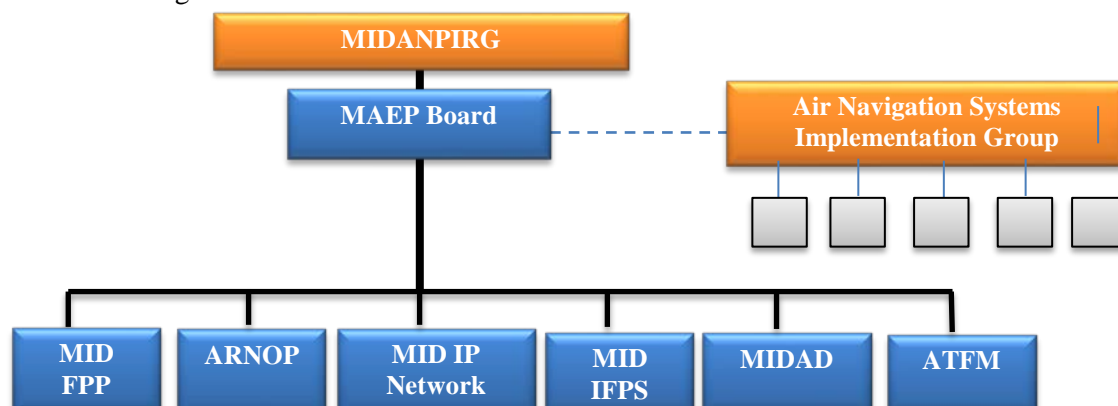 MIDANPIRG
MAEP Board
Air Navigation Systems
Implementation Group
MID
FPP
ARNOP
MID IP
Network
MID
IFPS
MIDAD
ATFM